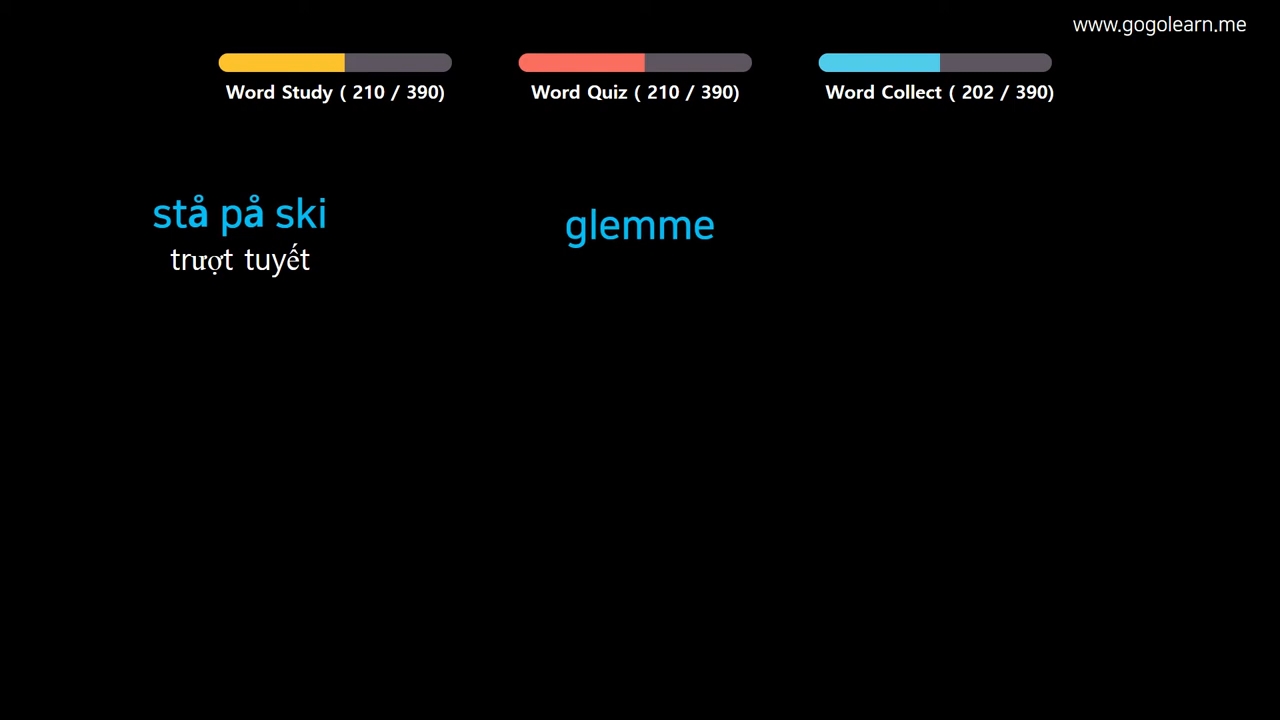 www.gogolearn.me
Word Study ( 210 / 390)
Word Quiz ( 210 / 390)
Word Collect ( 202 / 390)
stå på ski
trượt tuyết
glemme